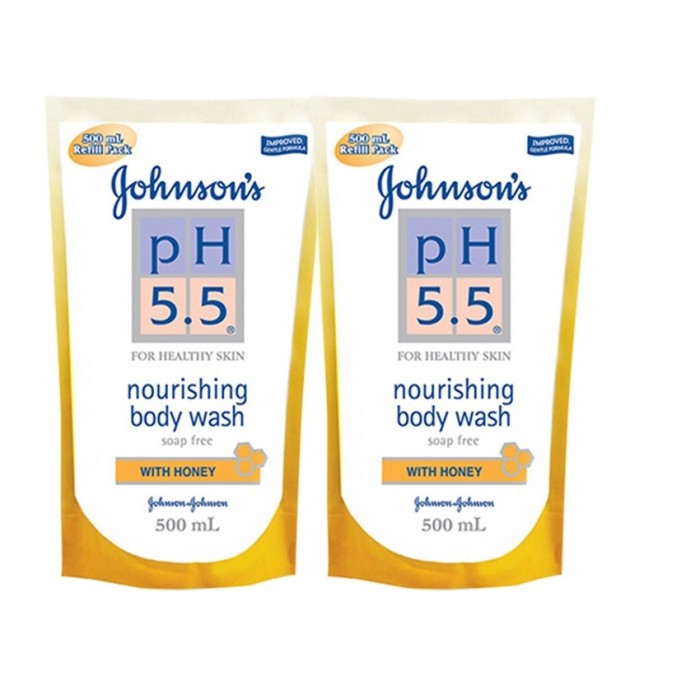 500 mL
Refill Pack
IMPROVED,
GENTLE FORMULA
Johnson's
pH
5.5®
FOR HEALTHY SKIN
nourishing
body wash
soap free
WITH HONEY
Johnson & Johnson
500 mL
500 mL
Refill Pack
IMPROVED,
GENTLE FORMULA
Johnson's
pH
5.5®
FOR HEALTHY SKIN
nourishing
body wash
soap free
WITH HONEY
Johnson & Johnson
500 mL